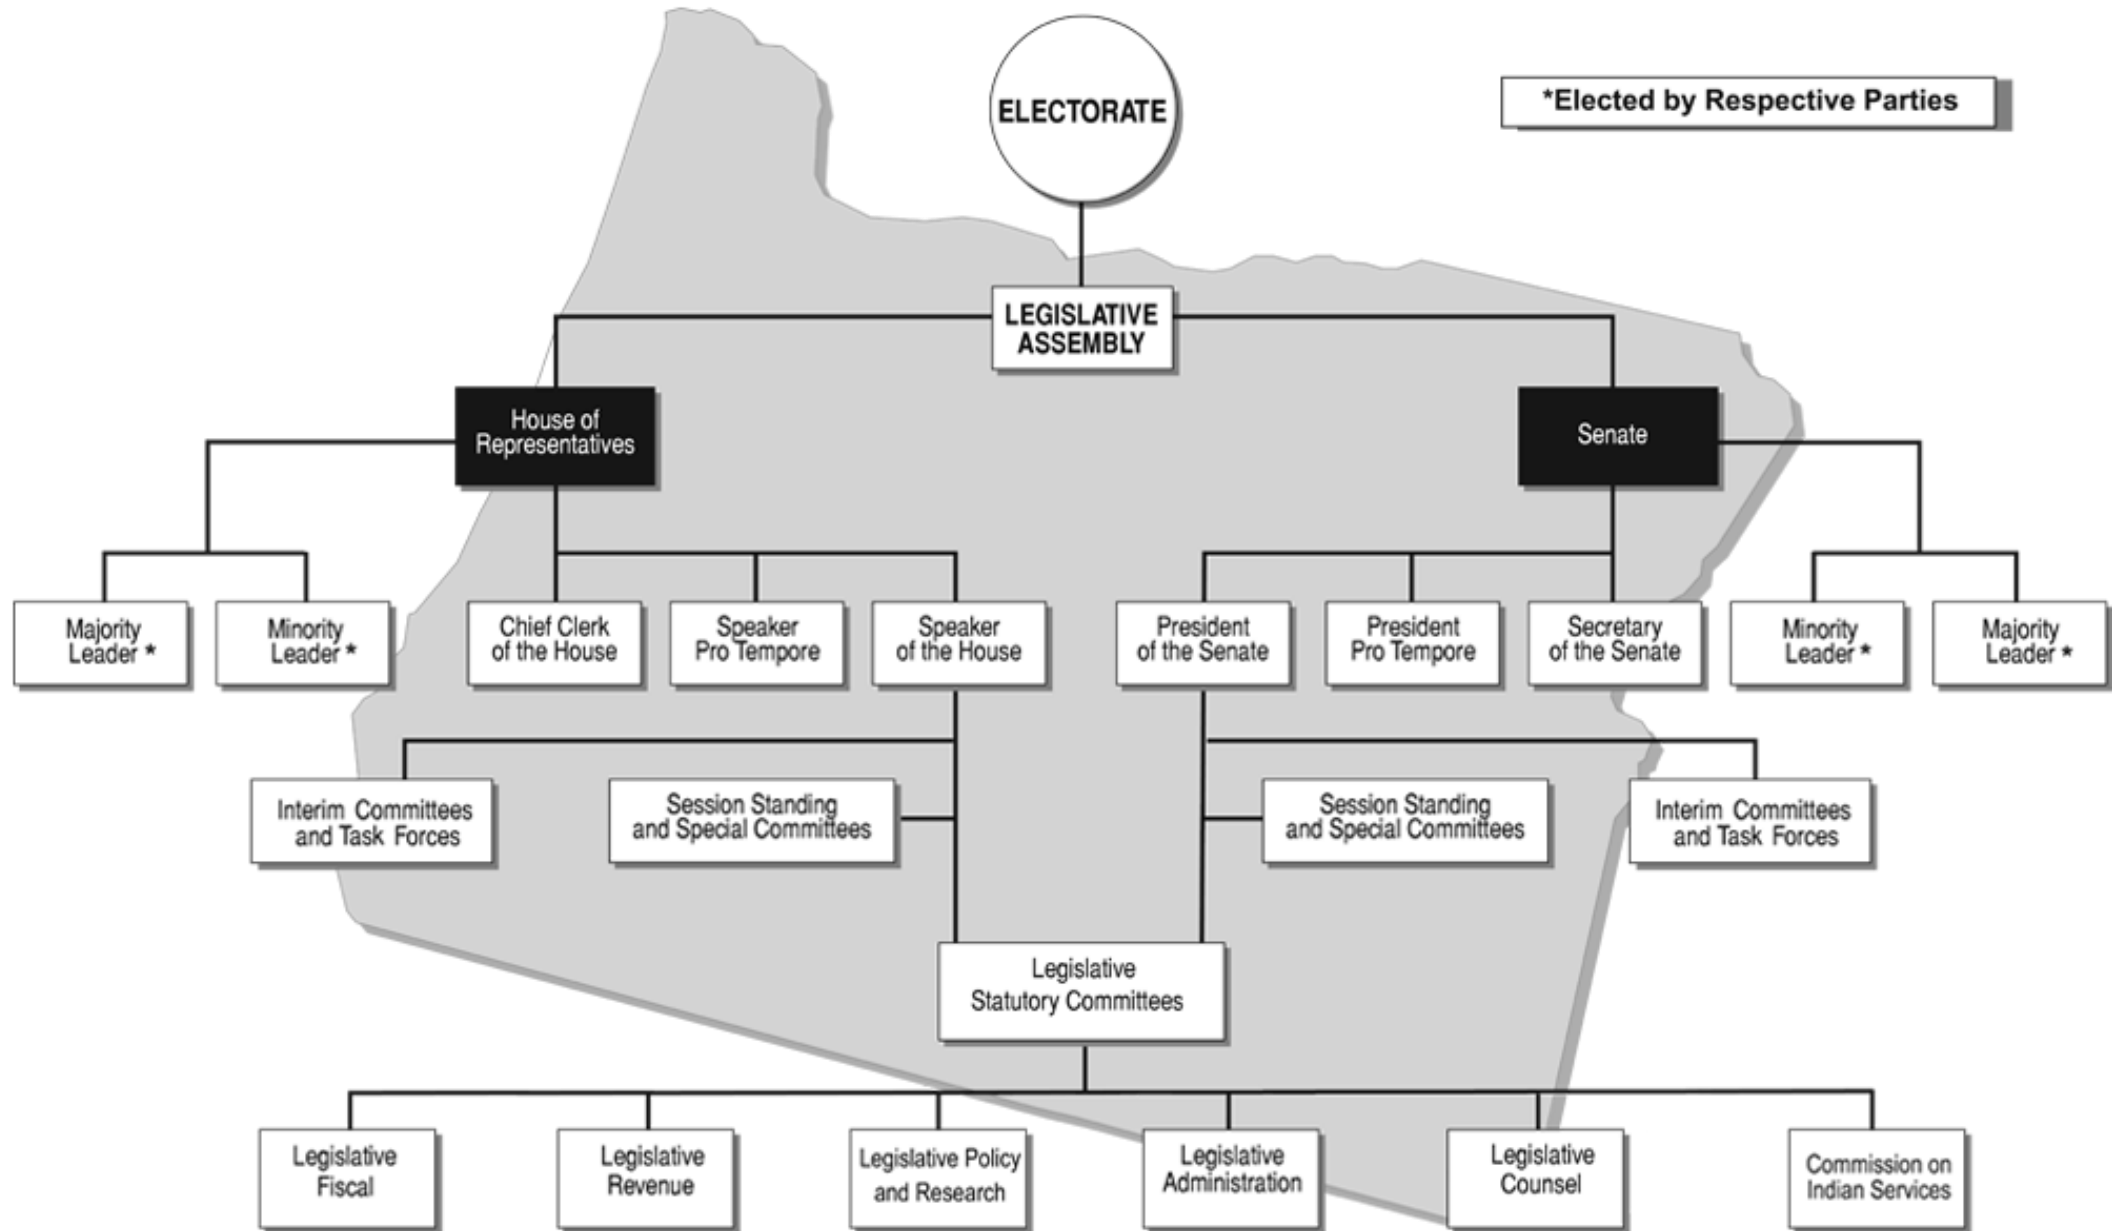 ELECTORATE
*Elected by Respective Parties
LEGISLATIVE
ASSEMBLY
House of
Representatives
Senate
Majority
Leader *
Minority
Leader *
Chief Clerk
of the House
Speaker
Pro Tempore
Speaker
of the House
President
of the Senate
President
Pro Tempore
Secretary
of the Senate
Minority
Leader *
Majority
Leader *
Interim Committees
and Task Forces
Session Standing
and Special Committees
Session Standing
and Special Committees
Interim Committees
and Task Forces
Legislative
Statutory Committees
Legislative
Fiscal
Legislative
Revenue
Legislative Policy
and Research
Legislative
Administration
Legislative
Counsel
Commission on
Indian Services